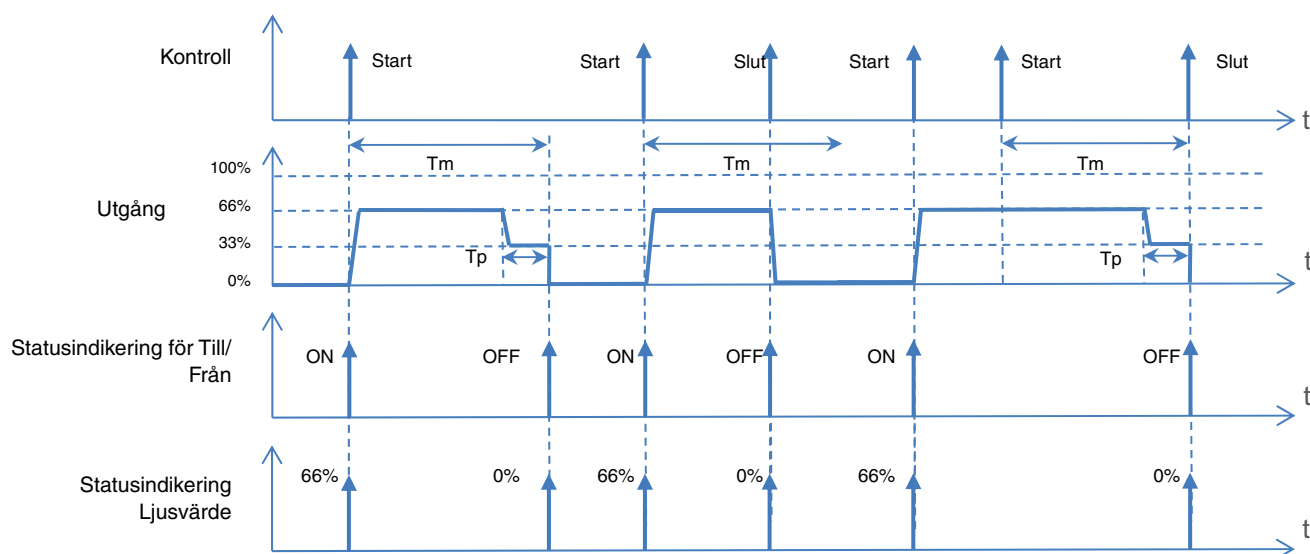 Kontroll
Start
Start
Slut
Start
Start
Slut
t
Tm
Tm
Tm
100%
66%
33%
0%
Utgång
Tp
Tp
t
Statusindikering för Till/
Från
ON
OFF
ON
OFF
ON
OFF
t
Statusindikering
Ljusvärde
66%
0%
66%
0%
66%
0%
t